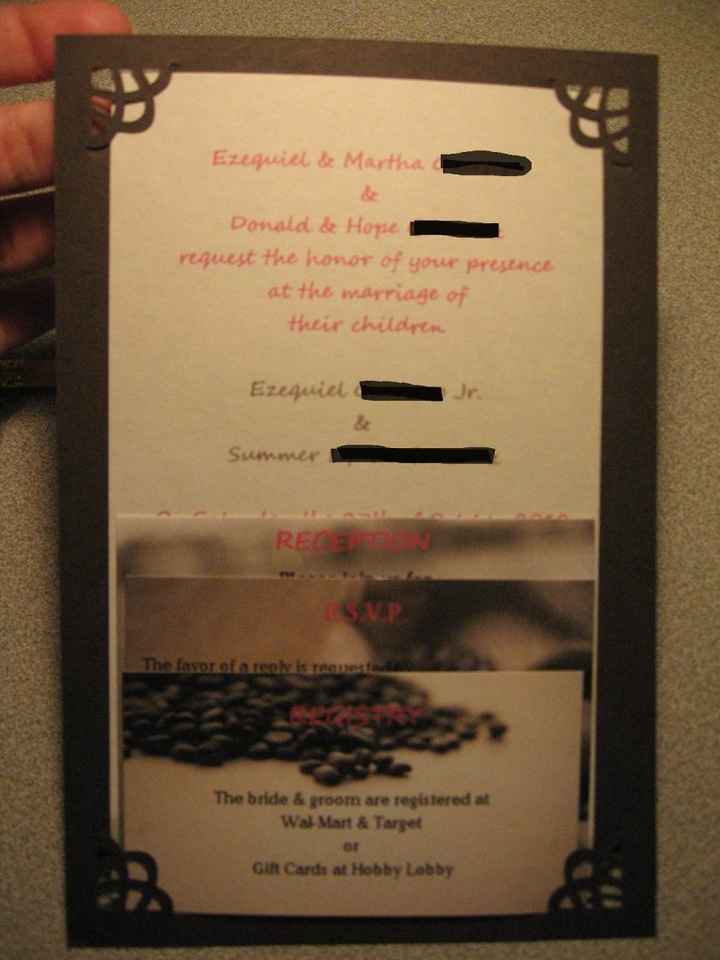 Ezequiel & Martha
&
Donald & Hope
request the honor of your presence
at the marriage of
their children
Ezequiel Jr.
&
Summer
RECEPTION
R.S.V.P.
The favor of a reply is requested
REGISTRY
The bride & groom are registered at
Wal-Mart & Target
or
Gift Cards at Hobby Lobby